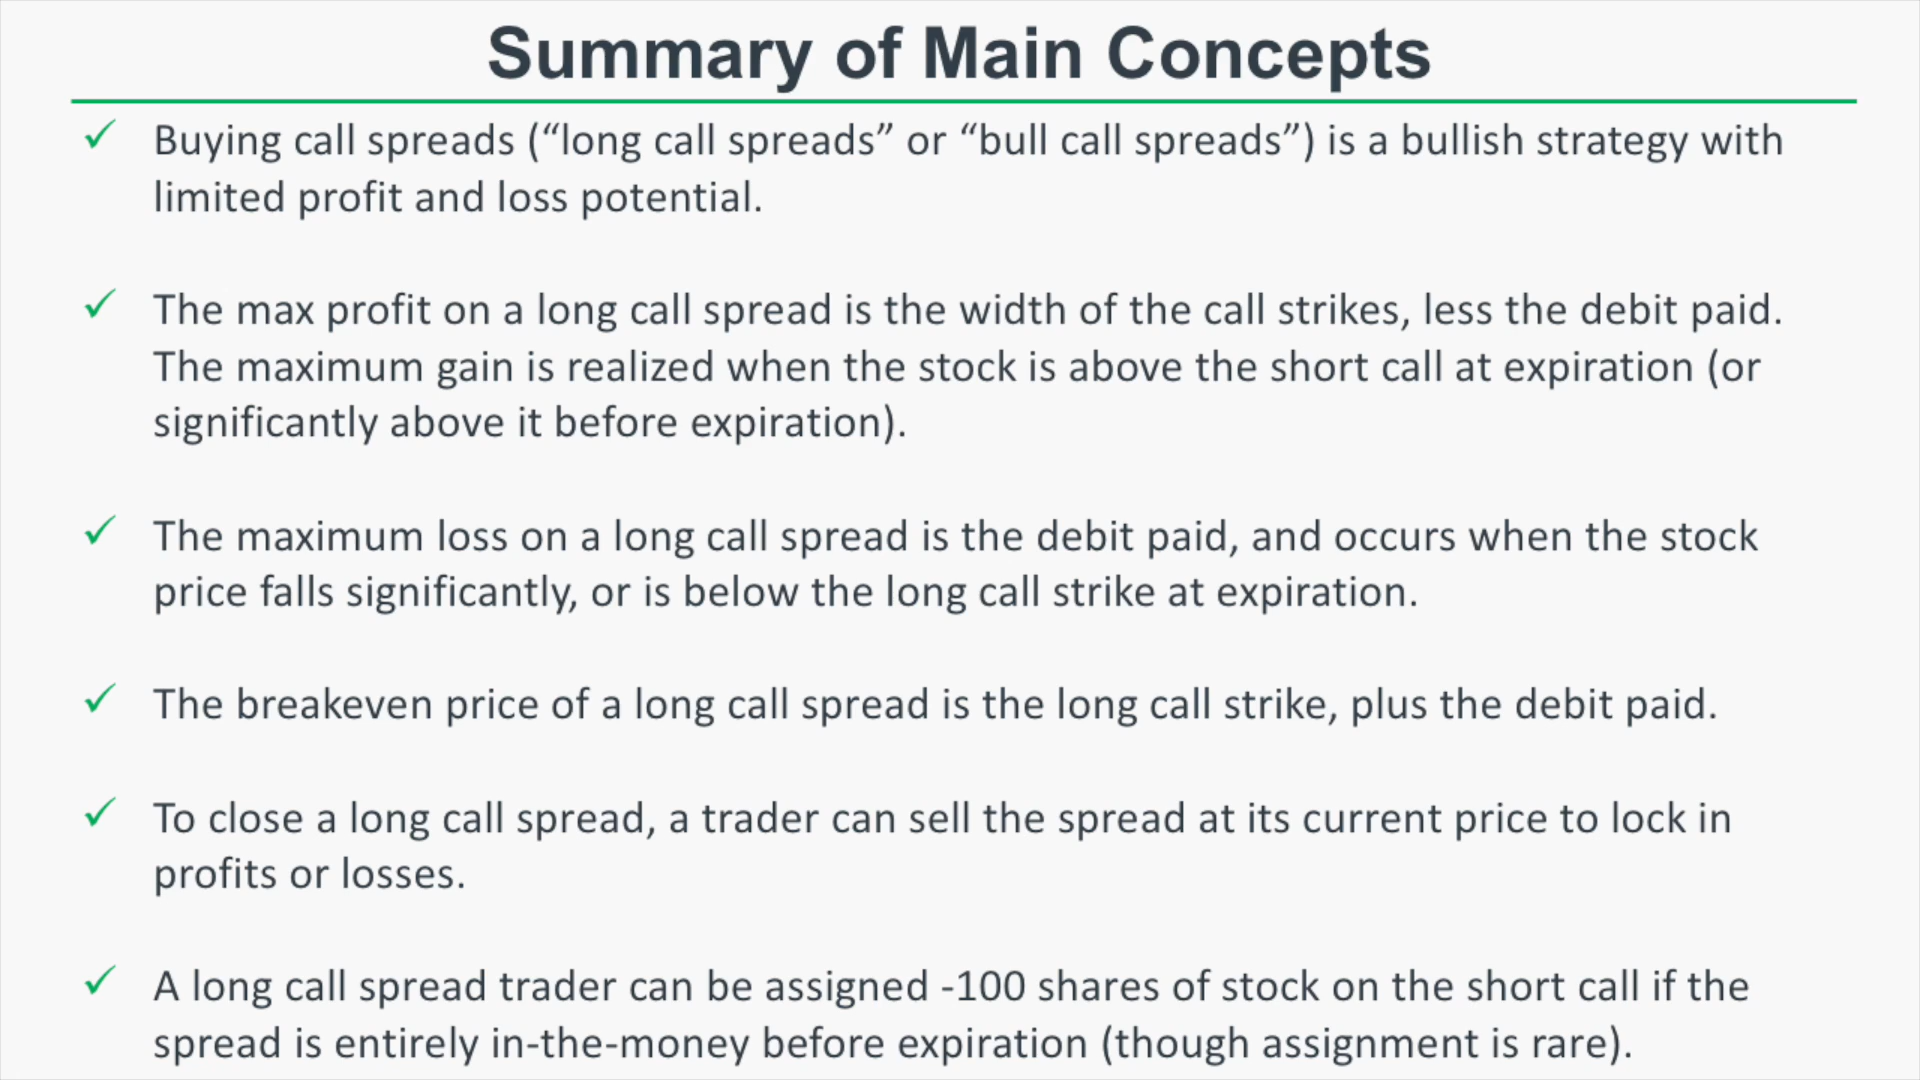 Summary of Main Concepts
✓ Buying call spreads (“long call spreads” or “bull call spreads”) is a bullish strategy with
limited profit and loss potential.
✓ The max profit on a long call spread is the width of the call strikes, less the debit paid.
The maximum gain is realized when the stock is above the short call at expiration (or
significantly above it before expiration).
✓ The maximum loss on a long call spread is the debit paid, and occurs when the stock
price falls significantly, or is below the long call strike at expiration.
✓ The breakeven price of a long call spread is the long call strike, plus the debit paid.
✓ To close a long call spread, a trader can sell the spread at its current price to lock in
profits or losses.
✓ A long call spread trader can be assigned -100 shares of stock on the short call if the
spread is entirely in-the-money before expiration (though assignment is rare).